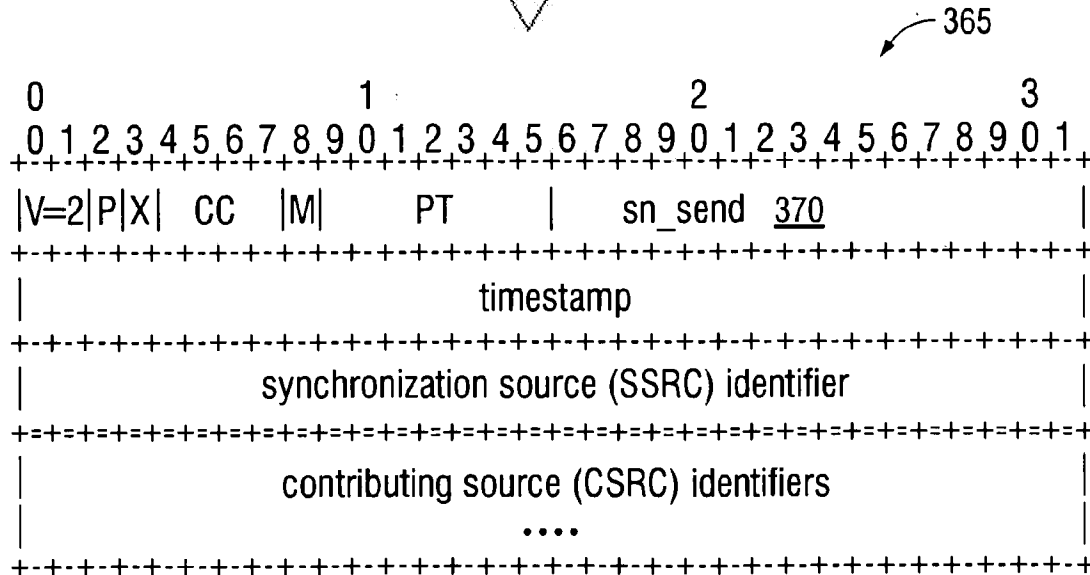 365
0 1 2 3
0 1 2 3 4 5 6 7 8 9 0 1 2 3 4 5 6 7 8 9 0 1 2 3 4 5 6 7 8 9 0 1
+-+-+-+-+-+-+-+-+-+-+-+-+-+-+-+-+-+-+-+-+-+-+-+-+-+-+-+-+-+-+-+-+
|V=2|P|X| CC |M| PT | sn_send 370 |
+-+-+-+-+-+-+-+-+-+-+-+-+-+-+-+-+-+-+-+-+-+-+-+-+-+-+-+-+-+-+-+-+
| timestamp |
+-+-+-+-+-+-+-+-+-+-+-+-+-+-+-+-+-+-+-+-+-+-+-+-+-+-+-+-+-+-+-+-+
| synchronization source (SSRC) identifier |
+=+=+=+=+=+=+=+=+=+=+=+=+=+=+=+=+=+=+=+=+=+=+=+=+=+=+=+=+=+=+=+=+
| contributing source (CSRC) identifiers |
| .... |
+-+-+-+-+-+-+-+-+-+-+-+-+-+-+-+-+-+-+-+-+-+-+-+-+-+-+-+-+-+-+-+-+